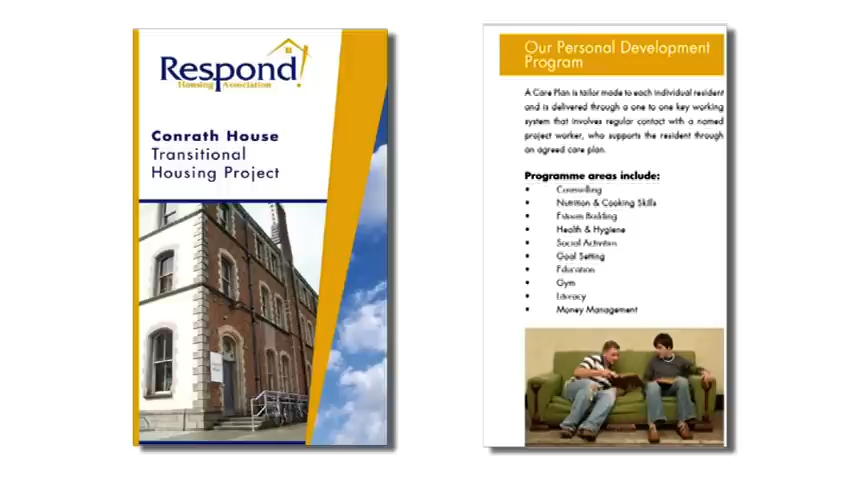 Respond!
Housing Association
Conrath House
Transitional
Housing Project
Our Personal Development
Program
A Care Plan is tailor made to each individual resident
and is delivered through a one to one key working
system that involves regular contact with a named
project worker, who supports the resident through
an agreed care plan.
Programme areas include:
• Counselling
• Nutrition & Cooking Skills
• Esteem Building
• Health & Hygiene
• Social Activities
• Goal Setting
• Education
• Gym
• Literacy
• Money Management